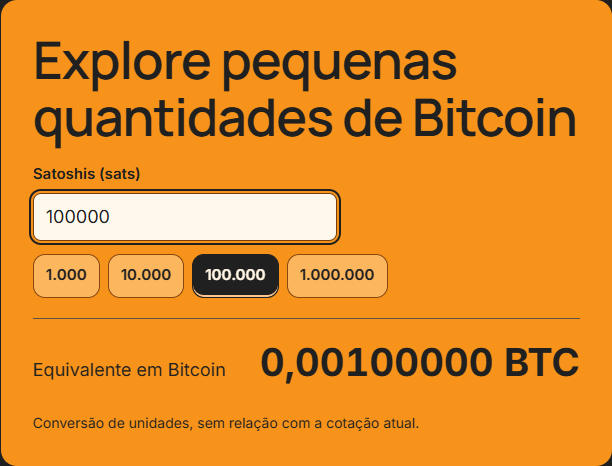 Explore pequenas
quantidades de Bitcoin
Satoshis (sats)
100000
1.000 10.000 100.000 1.000.000
Equivalente em Bitcoin 0,00100000 BTC
Conversão de unidades, sem relação com a cotação atual.